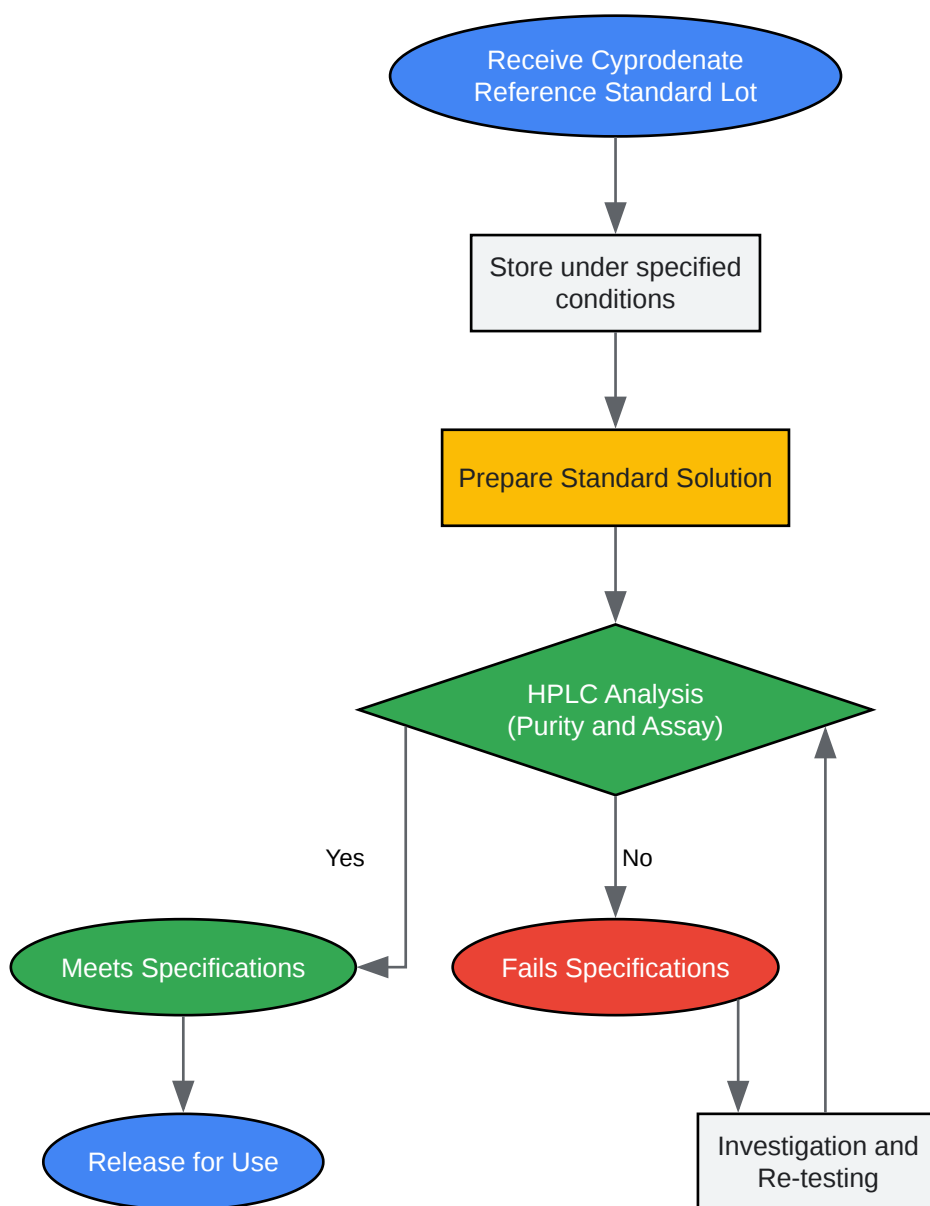 Receive Cyprodenate
Reference Standard Lot
Store under specified
conditions
Prepare Standard Solution
HPLC Analysis
(Purity and Assay)
Yes
No
Meets Specifications
Fails Specifications
Release for Use
Investigation and
Re-testing